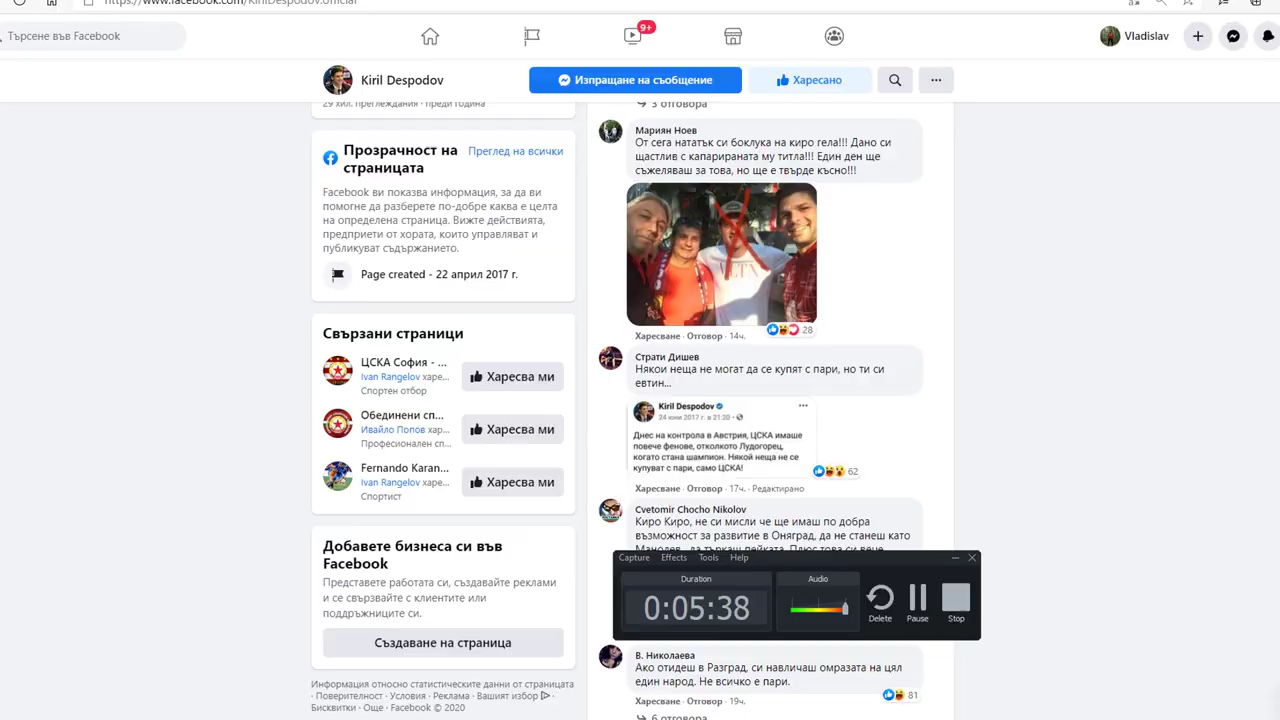 https://www.facebook.com/KirilDespodov.official
Търсене във Facebook
9+
Vladislav
Kiril Despodov
Изпращане на съобщение
Харесано
29 хил. преглеждания · преди година
Прозрачност на страницата
Преглед на всички
Facebook ви показва информация, за да ви
помогне да разберете по-добре каква е целта
на определена страница. Вижте действията,
предприети от хората, които управляват и
публикуват съдържанието.
Page created - 22 април 2017 г.
Свързани страници
ЦСКА София - ...
Ivan Rangelov харе...
Спортен отбор
Харесва ми
Обединени сп...
Ивайло Попов хар...
Професионален сп...
Харесва ми
Fernando Karan...
Ivan Rangelov харе...
Спортист
Харесва ми
Добавете бизнеса си във
Facebook
Представете работата си, създавайте реклами
и се свързвайте с клиентите или
поддръжниците си.
Създаване на страница
Информация относно статистическите данни от страницата
· Поверителност · Условия · Реклама · Вашият избор ·
Бисквитки · Още · Facebook © 2020
3 отговора
Мариян Ноев
От сега нататък си боклука на киро гела!!! Дано си
щастлив с капарираната му титла!!! Един ден ще
съжеляваш за това, но ще е твърде късно!!!
28
Харесване · Отговор · 14ч.
Страти Дишев
Някои неща не могат да се купят с пари, но ти си
евтин...
Kiril Despodov
24 юни 2017 г. в 21:20 ·
Днес на контрола в Австрия, ЦСКА имаше
повече фенове, отколкото Лудогорец,
когато стана шампион. Някой неща не се
купуват с пари, само ЦСКА!
62
Харесване · Отговор · 17ч. · Редактирано
Cvetomir Chocho Nikolov
Киро Киро, не си мисли че ще имаш по добра
възможност за развитие в Оняград, да не станеш като
Манолев, да търкаш пейката. Плюс това си вече
Capture Effects Tools Help
Duration
0:05:38
Audio
Delete
Pause
Stop
В. Николаева
Ако отидеш в Разград, си навличаш омразата на цял
един народ. Не всичко е пари.
81
Харесване · Отговор · 19ч.
6 отговора